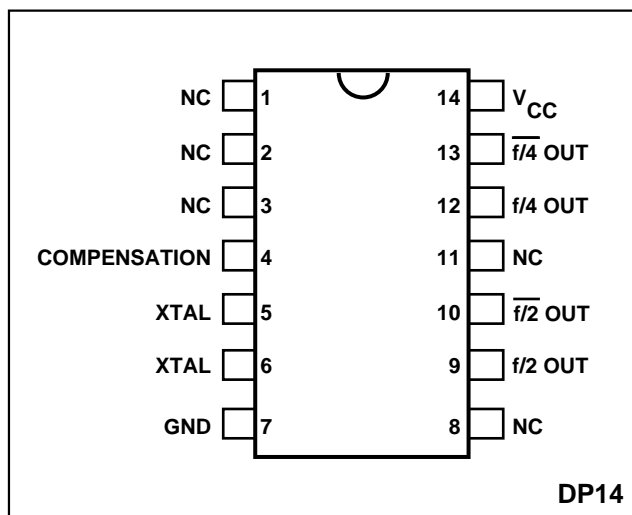 NC 1 14 V_CC
NC 2 13 f̅/̅4̅ OUT
NC 3 12 f/4 OUT
COMPENSATION 4 11 NC
XTAL 5 10 f̅/̅2̅ OUT
XTAL 6 9 f/2 OUT
GND 7 8 NC
DP14